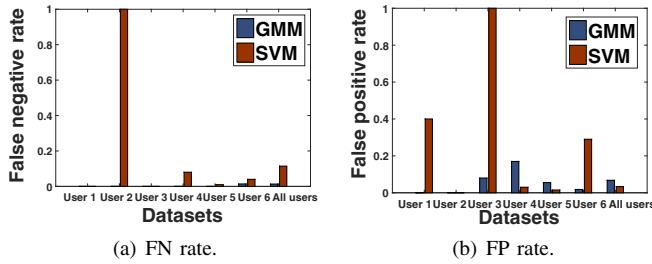 False negative rate
1
0.8
0.6
0.4
0.2
0
GMM
SVM
User 1 User 2 User 3 User 4 User 5 User 6 All users
Datasets
(a) FN rate.
False positive rate
1
0.8
0.6
0.4
0.2
0
GMM
SVM
User 1 User 2 User 3 User 4 User 5 User 6 All users
Datasets
(b) FP rate.